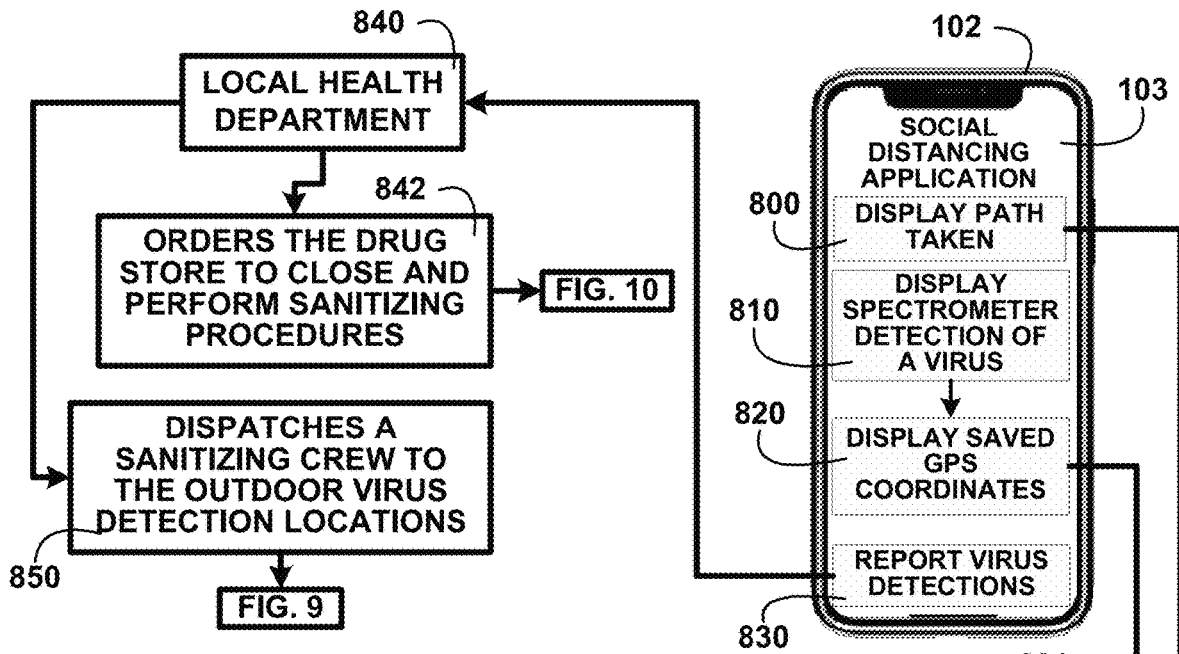 840
LOCAL HEALTH
DEPARTMENT
842
ORDERS THE DRUG
STORE TO CLOSE AND
PERFORM SANITIZING
PROCEDURES
FIG. 10
DISPATCHES A
SANITIZING CREW TO
THE OUTDOOR VIRUS
DETECTION LOCATIONS
850
FIG. 9
102
103
SOCIAL
DISTANCING
APPLICATION
800
DISPLAY PATH
TAKEN
810
DISPLAY
SPECTROMETER
DETECTION OF
A VIRUS
820
DISPLAY SAVED
GPS
COORDINATES
REPORT VIRUS
DETECTIONS
830